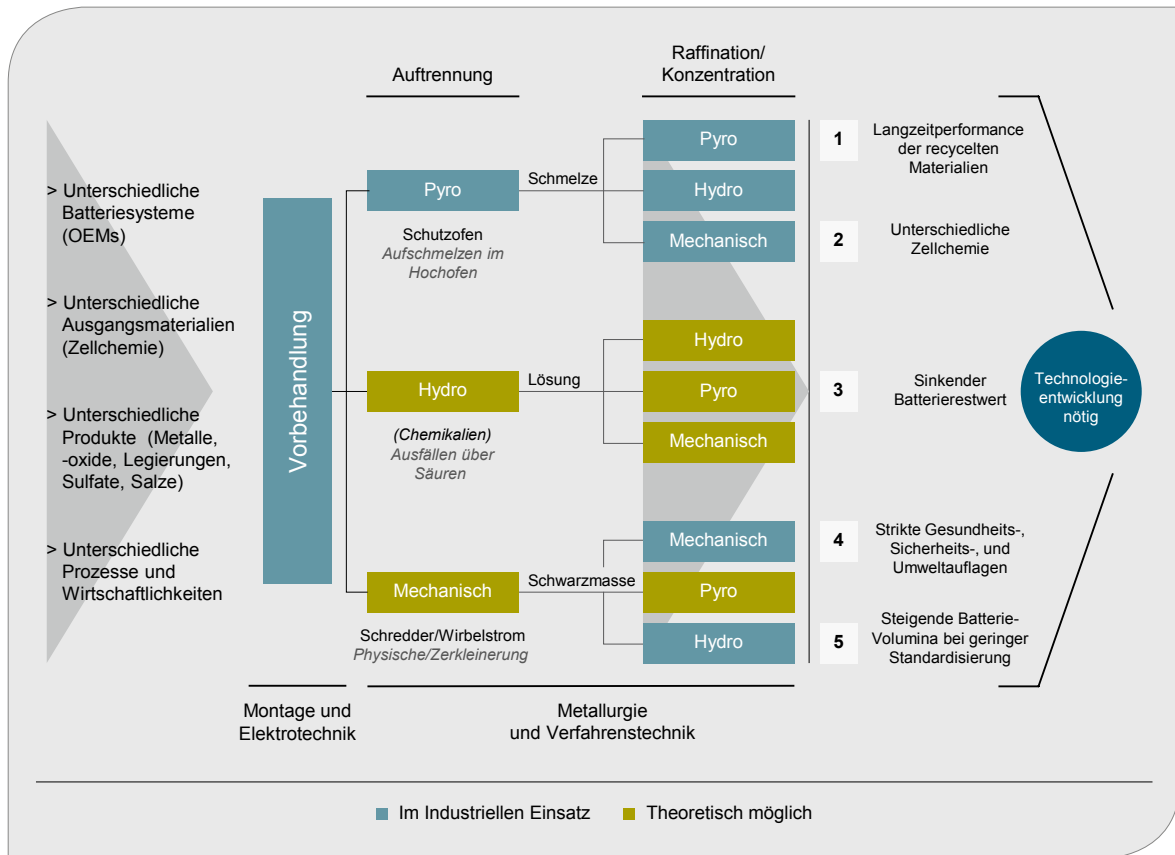 Auftrennung
Raffination/
Konzentration
> Unterschiedliche
Batteriesysteme
(OEMs)
> Unterschiedliche
Ausgangsmaterialien
(Zellchemie)
> Unterschiedliche
Produkte (Metalle,
-oxide, Legierungen,
Sulfate, Salze)
> Unterschiedliche
Prozesse und
Wirtschaftlichkeiten
Vorbehandlung
Pyro
Schutzofen
Aufschmelzen im
Hochofen
Schmelze
Pyro
Hydro
Mechanisch
Hydro
(Chemikalien)
Ausfällen über
Säuren
Lösung
Hydro
Pyro
Mechanisch
Mechanisch
Schredder/Wirbelstrom
Physische/Zerkleinerung
Schwarzmasse
Mechanisch
Pyro
Hydro
1
Langzeitperformance
der recycelten
Materialien
2
Unterschiedliche
Zellchemie
3
Sinkender
Batterierestwert
4
Strikte Gesundheits-,
Sicherheits-, und
Umweltauflagen
5
Steigende Batterie-
Volumina bei geringer
Standardisierung
Technologie-
entwicklung
nötig
Montage und
Elektrotechnik
Metallurgie
und Verfahrenstechnik
Im Industriellen Einsatz
Theoretisch möglich